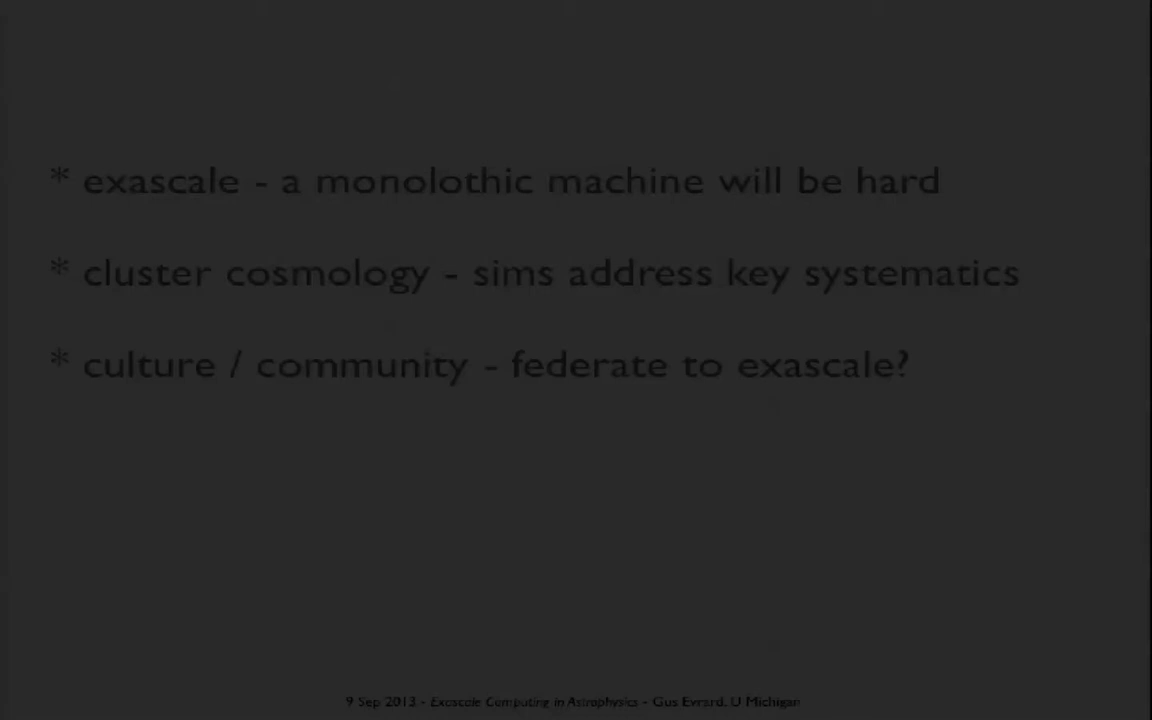 * exascale - a monolothic machine will be hard
* cluster cosmology - sims address key systematics
* culture / community - federate to exascale?
9 Sep 2013 - Exascale Computing in Astrophysics - Gus Evrard, U Michigan